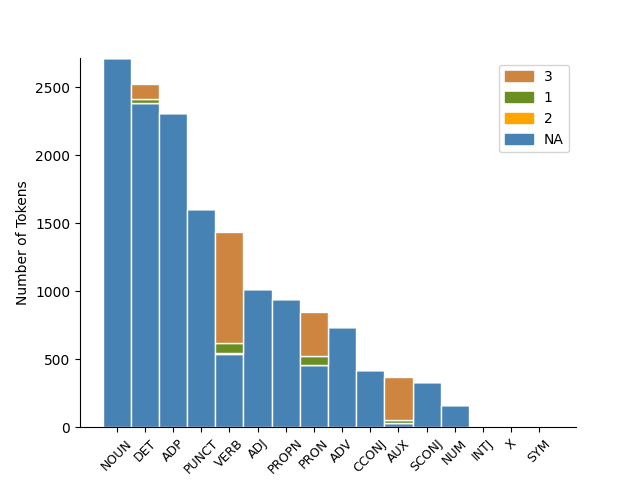 3
1
2
NA
2500
2000
1500
1000
500
0
Number of Tokens
NOUN
DET
ADP
PUNCT
VERB
ADJ
PROPN
PRON
ADV
CCONJ
AUX
SCONJ
NUM
INTJ
X
SYM